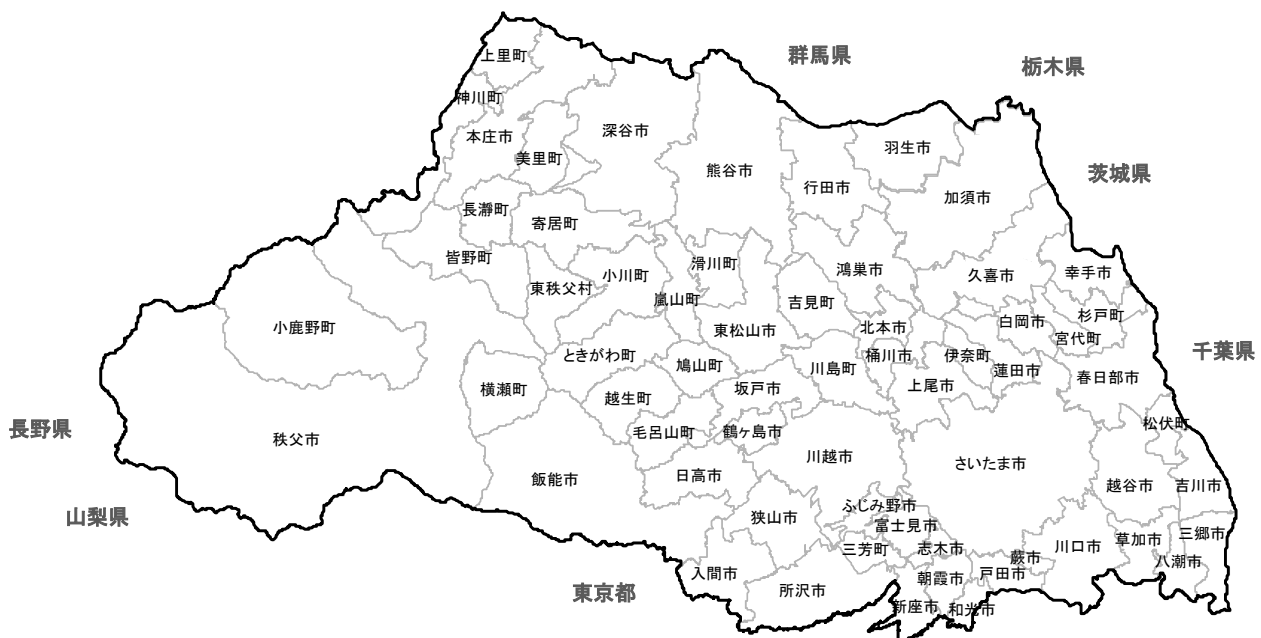 群馬県
上里町
栃木県
神川町
深谷市
本庄市
羽生市
美里町
熊谷市
茨城県
行田市
加須市
長瀞町
寄居町
皆野町
滑川町
鴻巣市
幸手市
小川町
久喜市
東秩父村
嵐山町
吉見町
杉戸町
白岡市
小鹿野町
北本市
東松山市
宮代町
千葉県
ときがわ町
桶川市
伊奈町
鳩山町
川島町
蓮田市
春日部市
上尾市
横瀬町
坂戸市
越生町
松伏町
長野県
毛呂山町
鶴ヶ島市
秩父市
川越市
さいたま市
日高市
飯能市
越谷市
吉川市
ふじみ野市
山梨県
狭山市
富士見市
三郷市
草加市
三芳町
志木市
川口市
蕨市
八潮市
入間市
戸田市
朝霞市
東京都
所沢市
新座市
和光市